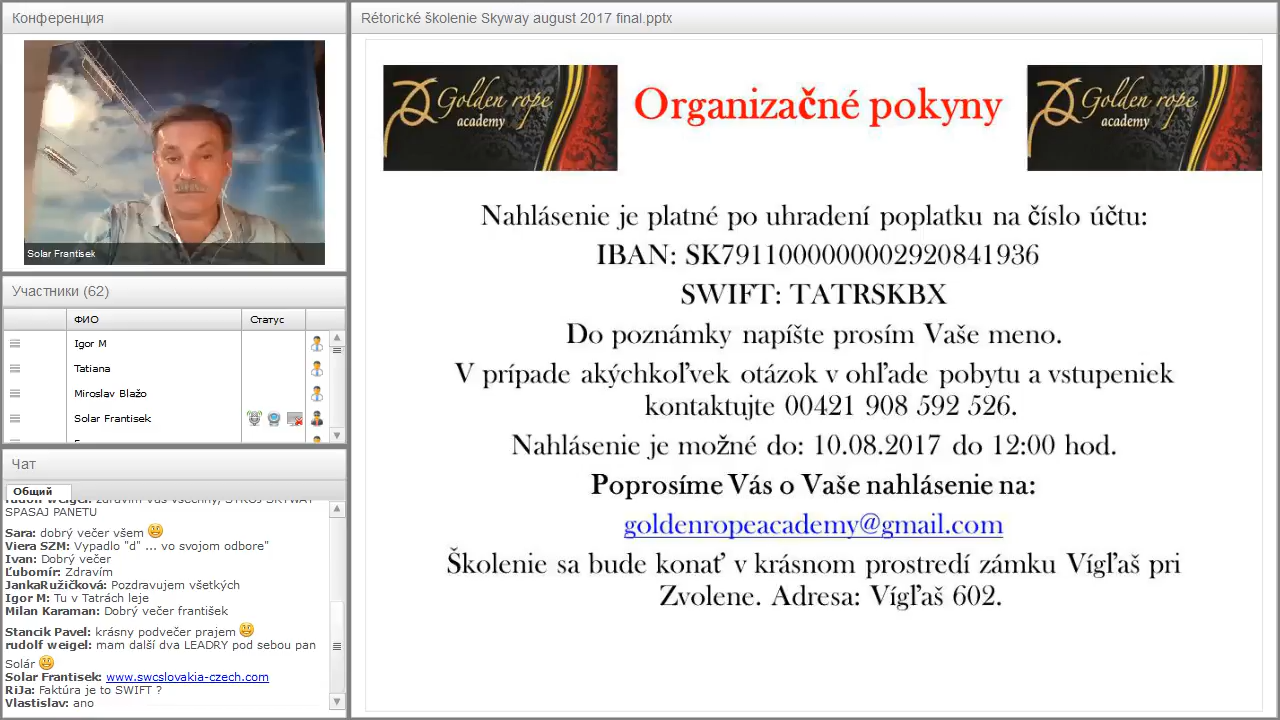 Конференция
Solar Frantisek
Участники (62)
ФИО
Статус
Igor M
Tatiana
Miroslav Blažo
Solar Frantisek
Чат
Общий
rudolf weigel: zdravím Vás všechny, STROJ SKYWAY
SPASAJ PANETU
Sara: dobrý večer všem
Viera SZM: Vypadlo "d" ... vo svojom odbore"
Ivan: Dobrý večer
Ľubomír: Zdravím
JankaRužičková: Pozdravujem všetkých
Igor M: Tu v Tatrách leje
Milan Karaman: Dobrý večer františek
Stancik Pavel: krásny podvečer prajem
rudolf weigel: mam další dva LEADRY pod sebou pan
Solár
Solar Frantisek: www.swcslovakia-czech.com
RiJa: Faktúra je to SWIFT ?
Vlastislav: ano
Rétorické školenie Skyway august 2017 final.pptx
Golden rope
academy
Organizačné pokyny
Golden rope
academy
Nahlásenie je platné po uhradení poplatku na číslo účtu:
IBAN: SK7911000000002920841936
SWIFT: TATRSKBX
Do poznámky napíšte prosím Vaše meno.
V prípade akýchkoľvek otázok v ohľade pobytu a vstupeniek
kontaktujte 00421 908 592 526.
Nahlásenie je možné do: 10.08.2017 do 12:00 hod.
Poprosíme Vás o Vaše nahlásenie na:
goldenropeacademy@gmail.com
Školenie sa bude konať v krásnom prostredí zámku Vígľaš pri
Zvolene. Adresa: Vígľaš 602.